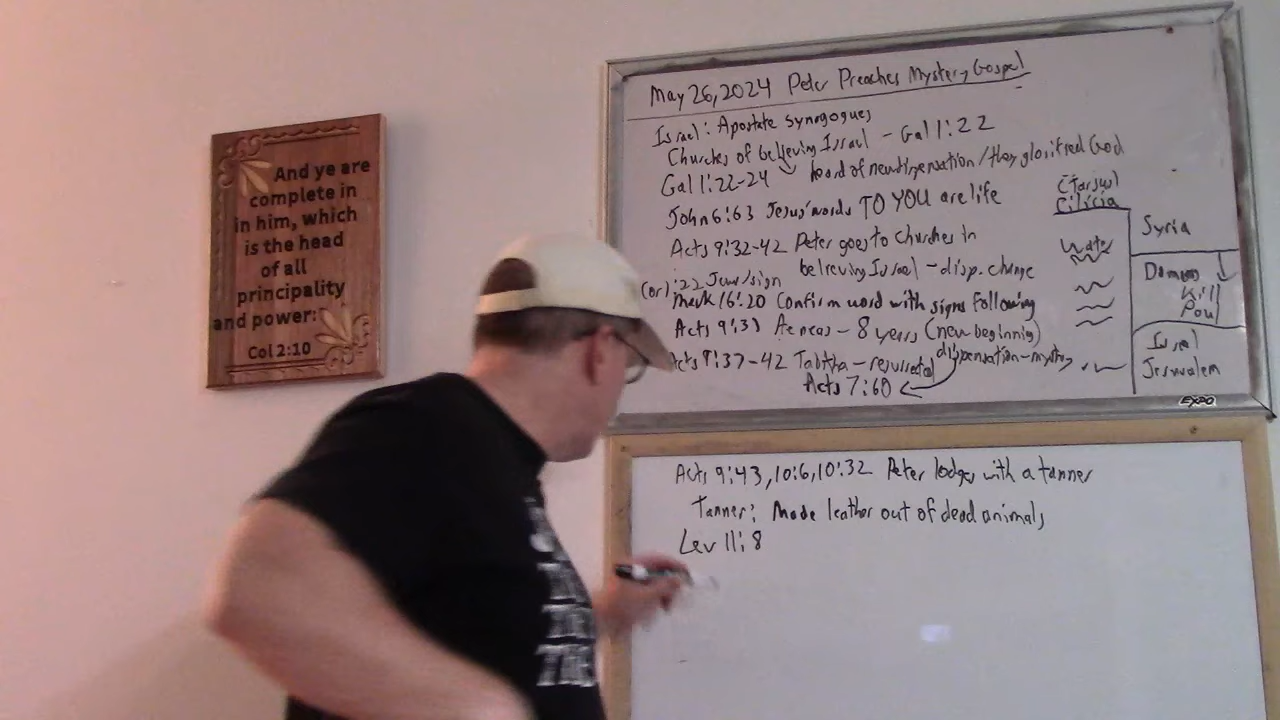 And ye are
complete in
in him, which
is the head
of all
principality
and power:
Col 2:10
May 26, 2024 Peter Preaches Mystery Gospel
Israel: Apostate synagogues
Churches of believing Israel - Gal 1:22
Gal 1:22-24 heard of new dispensation/they glorified God
John 6:63 Jesus' words TO YOU are life
Acts 9:32-42 Peter goes to Churches in
believing Israel - disp. change
(or) :22 Jew/sign
Mark 16:20 Confirm word with signs following
Acts 9:33 Aeneas - 8 years (new beginnig)
Acts 9:37-42 Tabitha - resurrected dispensation-mystery
Acts 7:60
(Tarsus)
Cilicia
Water
Syria
Kill
Paul
Israel
Jerusalem
EXPO
Acts 9:43, 10:6, 10:32 Peter lodges with a tanner
Tanner: Made leather out of dead animals
Lev 11:8